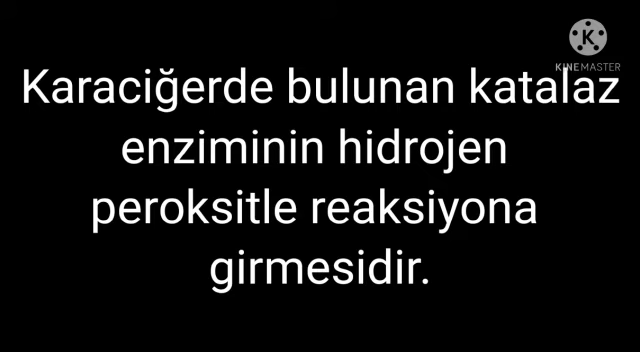 K
KINEMASTER
Karaciğerde bulunan katalaz
enziminin hidrojen
peroksitle reaksiyona
girmesidir.